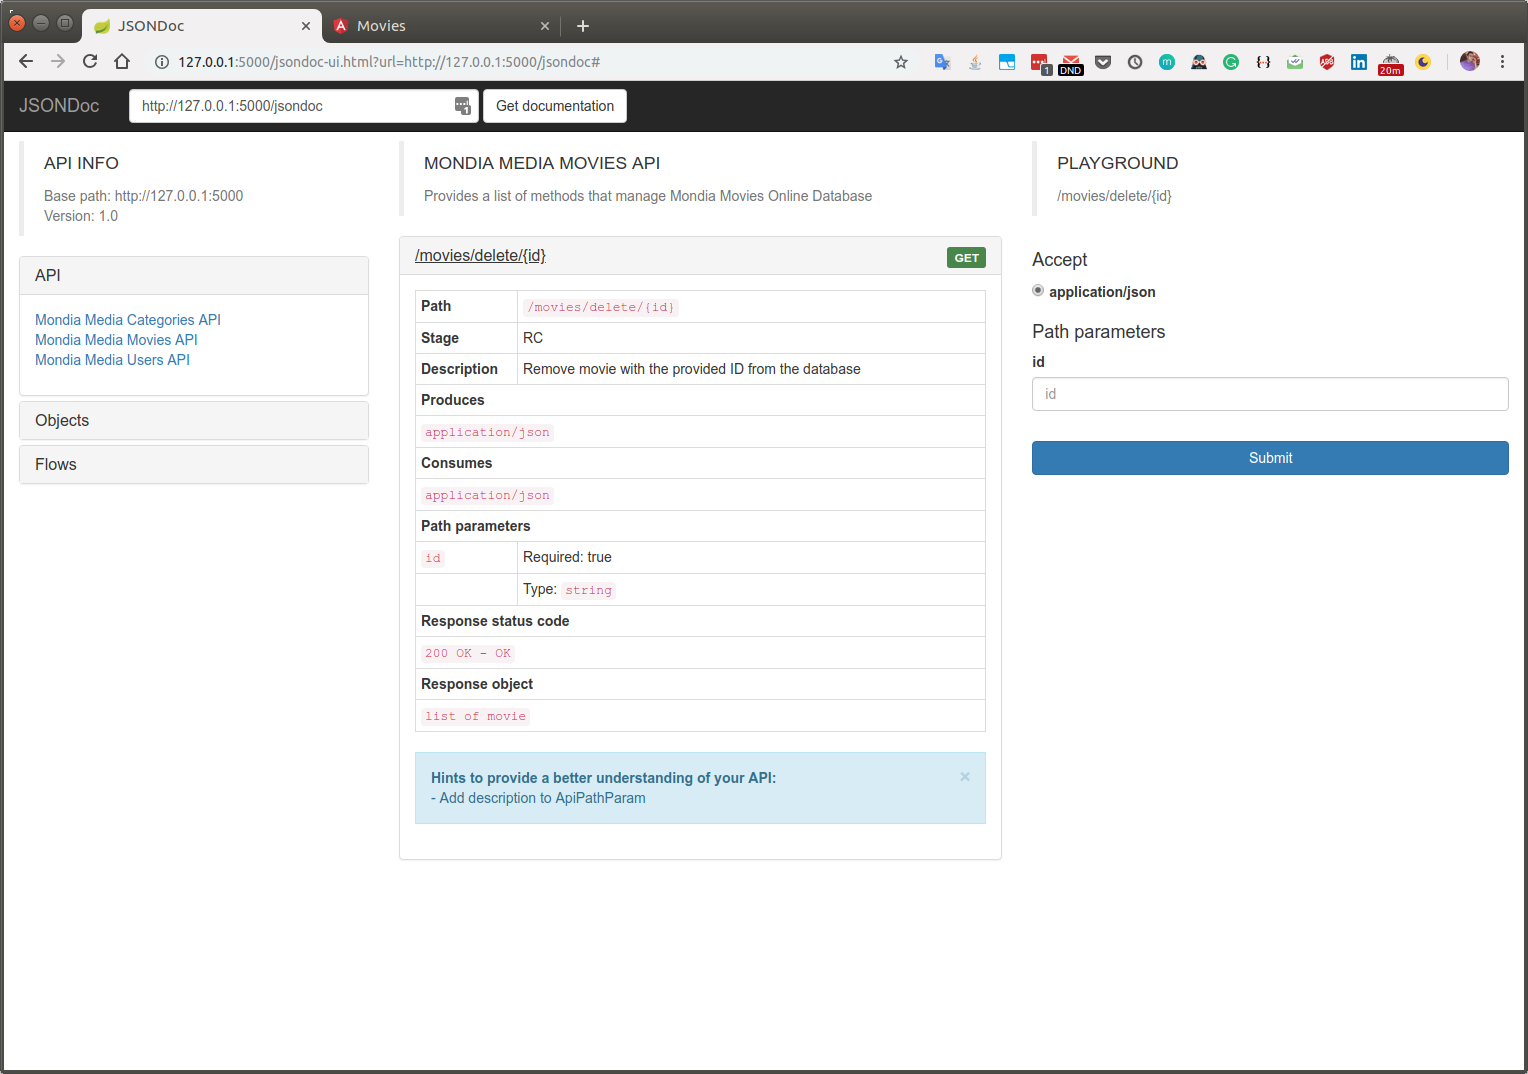 JSONDoc
Movies
127.0.0.1:5000/jsondoc-ui.html?url=http://127.0.0.1:5000/jsondoc#
1
DND
m
20m
JSONDoc
http://127.0.0.1:5000/jsondoc
1
Get documentation
API INFO
Base path: http://127.0.0.1:5000
Version: 1.0
API
Mondia Media Categories API
Mondia Media Movies API
Mondia Media Users API
Objects
Flows
MONDIA MEDIA MOVIES API
Provides a list of methods that manage Mondia Movies Online Database
/movies/delete/{id}
GET
Path
/movies/delete/{id}
Stage
RC
Description
Remove movie with the provided ID from the database
Produces
application/json
Consumes
application/json
Path parameters
id
Required: true
Type: string
Response status code
200 OK - OK
Response object
list of movie
Hints to provide a better understanding of your API:
- Add description to ApiPathParam
PLAYGROUND
/movies/delete/{id}
Accept
application/json
Path parameters
id
id
Submit